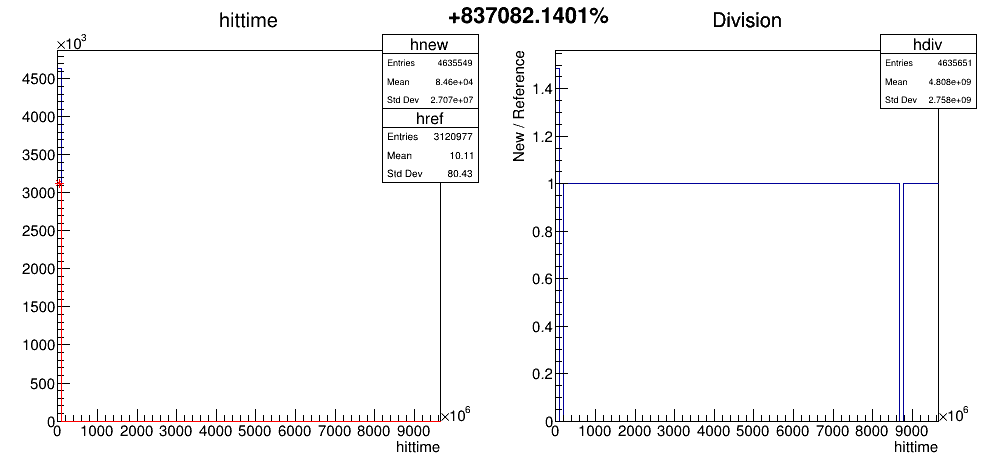 +837082.1401%
hittime
×10³
hnew
Entries 4635549
Mean 8.46e+04
Std Dev 2.707e+07
href
Entries 3120977
Mean 10.11
Std Dev 80.43
4500
4000
3500
3000
2500
2000
1500
1000
500
0
0 1000 2000 3000 4000 5000 6000 7000 8000 9000
×10⁶
hittime
Division
hdiv
Entries 4635651
Mean 4.808e+09
Std Dev 2.758e+09
New / Reference
1.4
1.2
1
0.8
0.6
0.4
0.2
0
0 1000 2000 3000 4000 5000 6000 7000 8000 9000
×10⁶
hittime